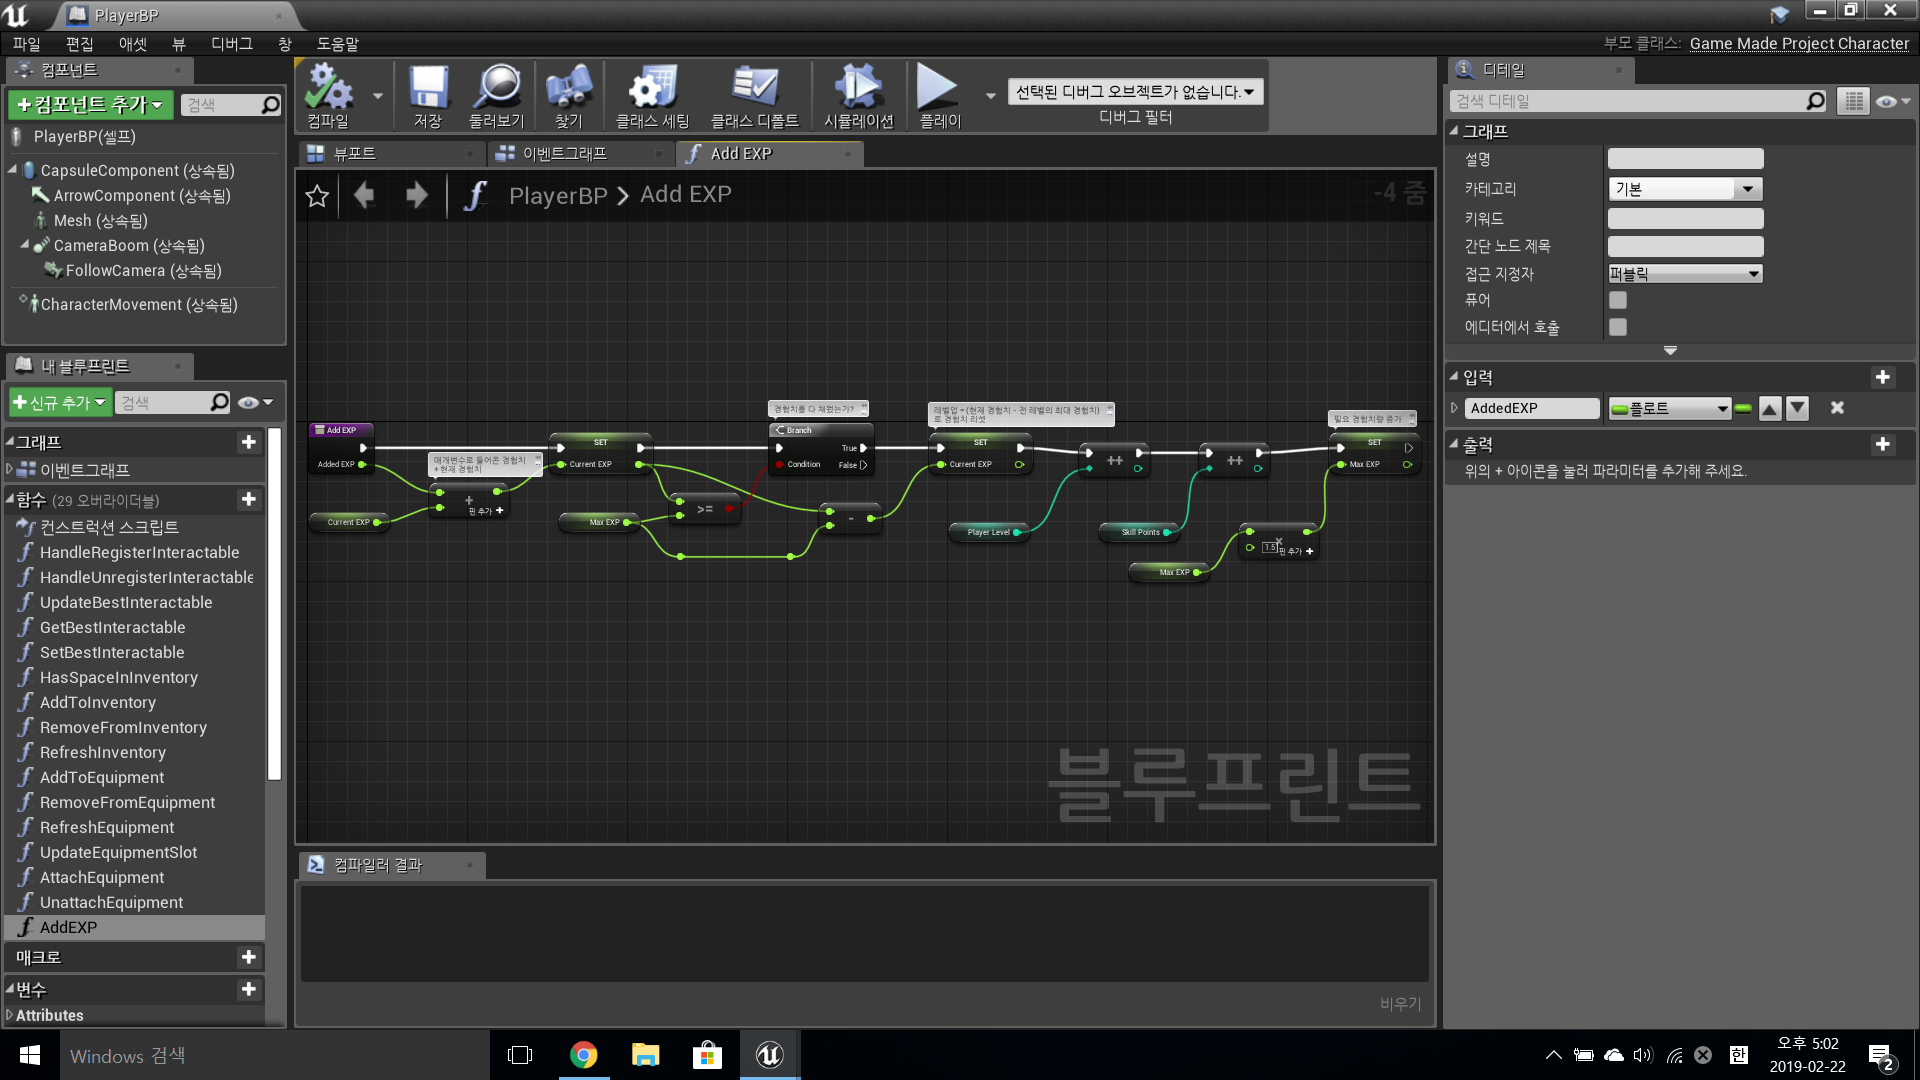 PlayerBP
파일 편집 애셋 뷰 디버그 창 도움말
부모 클래스: Game Made Project Character
컴포넌트
+컴포넌트 추가
검색
PlayerBP(셀프)
CapsuleComponent (상속됨)
ArrowComponent (상속됨)
Mesh (상속됨)
CameraBoom (상속됨)
FollowCamera (상속됨)
CharacterMovement (상속됨)
내 블루프린트
+신규 추가
검색
그래프
이벤트그래프
함수 (29 오버라이더블)
컨스트럭션 스크립트
HandleRegisterInteractable
HandleUnregisterInteractable
UpdateBestInteractable
GetBestInteractable
SetBestInteractable
HasSpaceInInventory
AddToInventory
RemoveFromInventory
RefreshInventory
AddToEquipment
RemoveFromEquipment
RefreshEquipment
UpdateEquipmentSlot
AttachEquipment
UnattachEquipment
AddEXP
매크로
변수
Attributes
컴파일
저장
둘러보기
찾기
클래스 세팅
클래스 디폴트
시뮬레이션
플레이
선택된 디버그 오브젝트가 없습니다.
디버그 필터
뷰포트
이벤트그래프
Add EXP
PlayerBP > Add EXP
-4 줌
Add EXP
Added EXP
Current EXP
매개변수로 들어온 경험치
+ 현재 경험치
+
핀 추가 +
SET
Current EXP
Max EXP
>=
경험치를 다 채웠는가?
Branch
True
Condition
False
-
레벨업 = (현재 경험치 - 전 레벨의 최대 경험치)
로 경험치 리셋
SET
Current EXP
++
Player Level
++
Skill Points
Max EXP
×
1.5
핀 추가 +
필요 경험치량 증가
SET
Max EXP
블루프린트
컴파일러 결과
비우기
디테일
검색 디테일
그래프
설명
카테고리
기본
키워드
간단 노드 제목
접근 지정자
퍼블릭
퓨어
에디터에서 호출
입력
AddedEXP
플로트
출력
위의 + 아이콘을 눌러 파라미터를 추가해 주세요.
Windows 검색
한
오후 5:02
2019-02-22
2